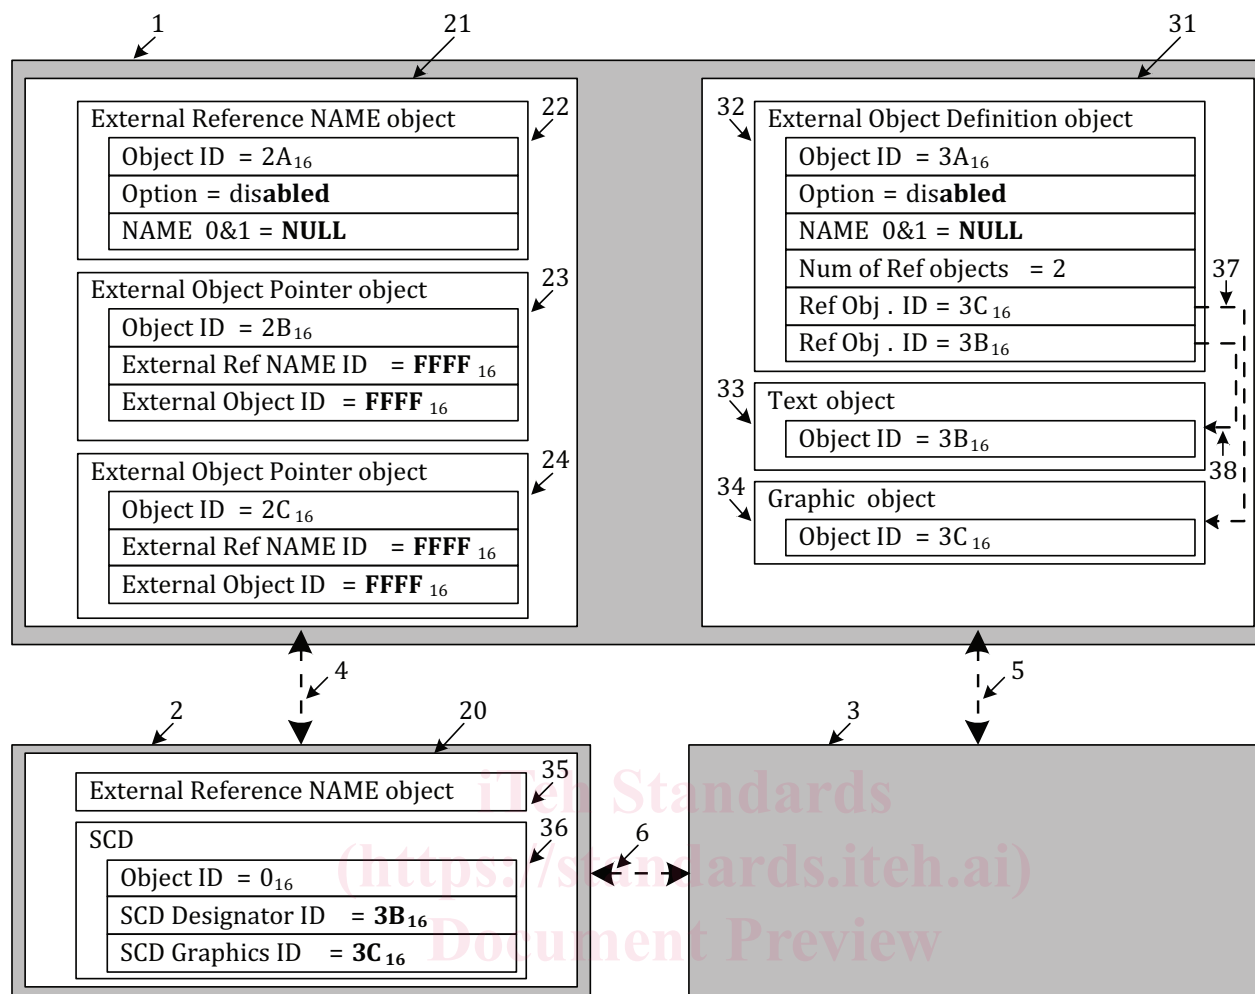 1
21
31
External Reference NAME object
22
Object ID = 2A16
Option = disabled
NAME 0&1 = NULL
External Object Pointer object
23
Object ID = 2B16
External Ref NAME ID = FFFF 16
External Object ID = FFFF 16
External Object Pointer object
24
Object ID = 2C 16
External Ref NAME ID = FFFF 16
External Object ID = FFFF 16
32
External Object Definition object
Object ID = 3A16
Option = disabled
NAME 0&1 = NULL
Num of Ref objects = 2
37
Ref Obj . ID = 3C16
Ref Obj . ID = 3B16
33
Text object
Object ID = 3B16
38
34
Graphic object
Object ID = 3C 16
4
5
2
20
3
External Reference NAME object
35
SCD
36
Object ID = 016
SCD Designator ID = 3B16
SCD Graphics ID = 3C 16
6
iTeh Standards
(https://standards.iteh.ai)
Document Preview